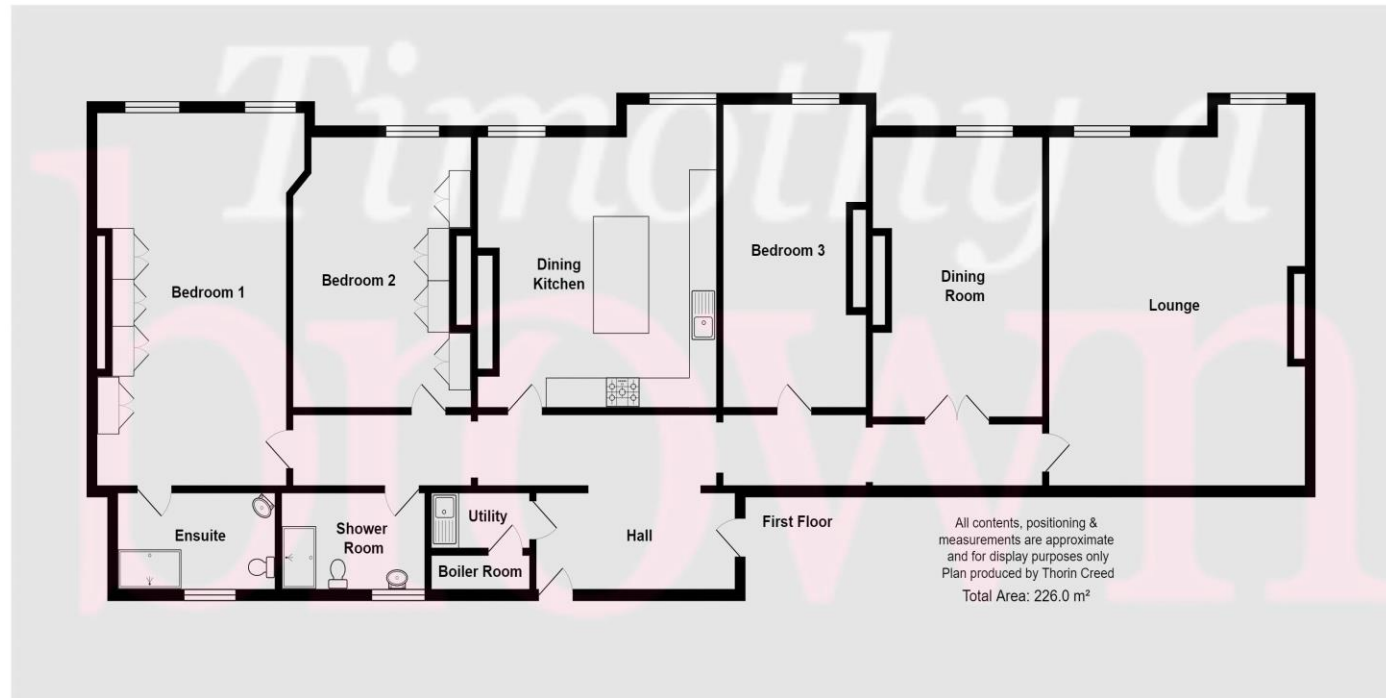 Timothy a
brown
Bedroom 1
Bedroom 2
Dining
Kitchen
Bedroom 3
Dining
Room
Lounge
Ensuite
Shower
Room
Utility
Boiler Room
Hall
First Floor
All contents, positioning &
measurements are approximate
and for display purposes only
Plan produced by Thorin Creed
Total Area: 226.0 m²